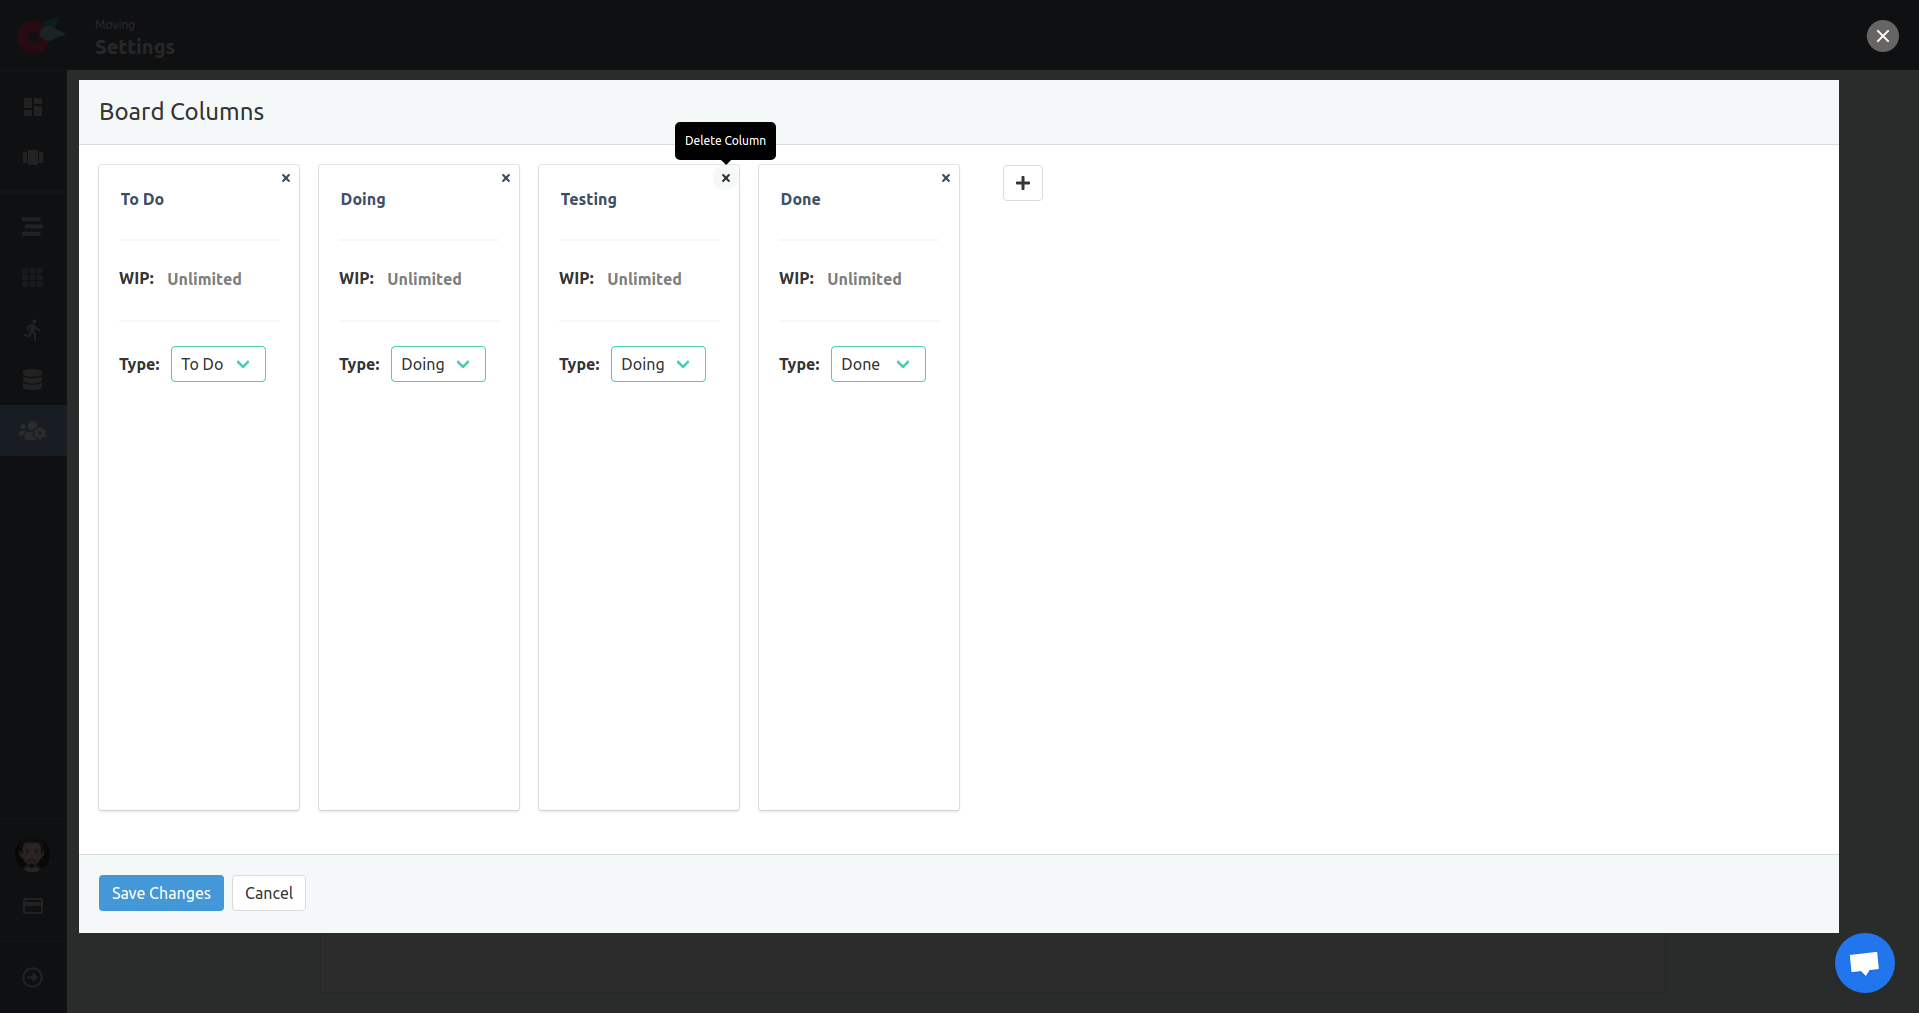 Moving
Settings
Board Columns
Delete Column
To Do
WIP: Unlimited
Type: To Do
Doing
WIP: Unlimited
Type: Doing
Testing
WIP: Unlimited
Type: Doing
Done
WIP: Unlimited
Type: Done
Save Changes
Cancel